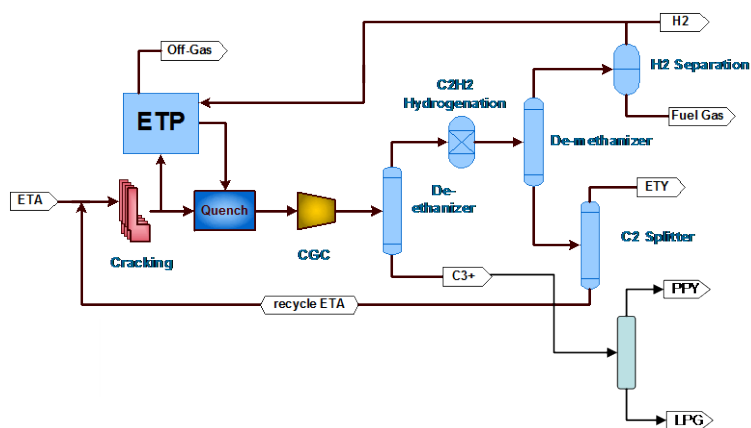 H2
Off-Gas
H2 Separation
C2H2
Hydrogenation
ETP
Fuel Gas
De-methanizer
De-
ethanizer
ETA
Quench
ETY
CGC
C2 Splitter
Cracking
C3+
PPY
recycle ETA
LPG